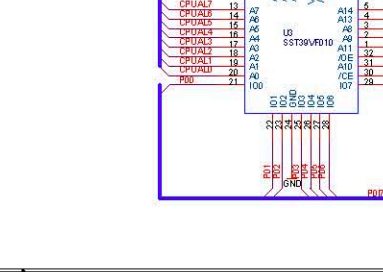 CPUAL7 13 A7 A14 5
CPUAL6 14 A6 A13 4
CPUAL5 15 A5 A8 3
CPUAL4 16 A4 U3 A9 2
CPUAL3 17 A3 SST39VF010 A11 1
CPUAL2 18 A2 /OE 32
CPUAL1 19 A1 A10 31
CPUAL0 20 A0 /CE 30
PD0 21 IO0 IO7 29
IO1 IO2 GND IO3 IO4 IO5 IO6
22 23 24 25 26 27 28
PD1 PD2 GND PD3 PD4 PD5 PD6